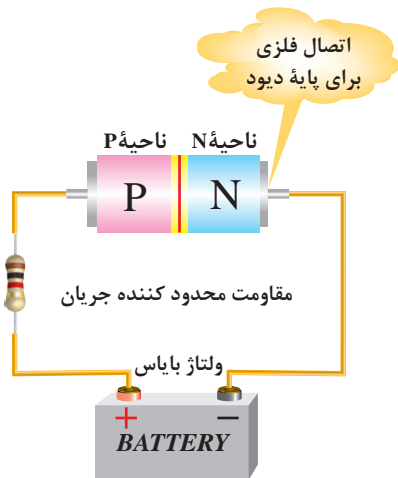 اتصال فلزی
برای پایهٔ دیود
ناحیهٔ P ناحیهٔ N
P N
مقاومت محدود کننده جریان
ولتاژ بایاس
+ −
BATTERY